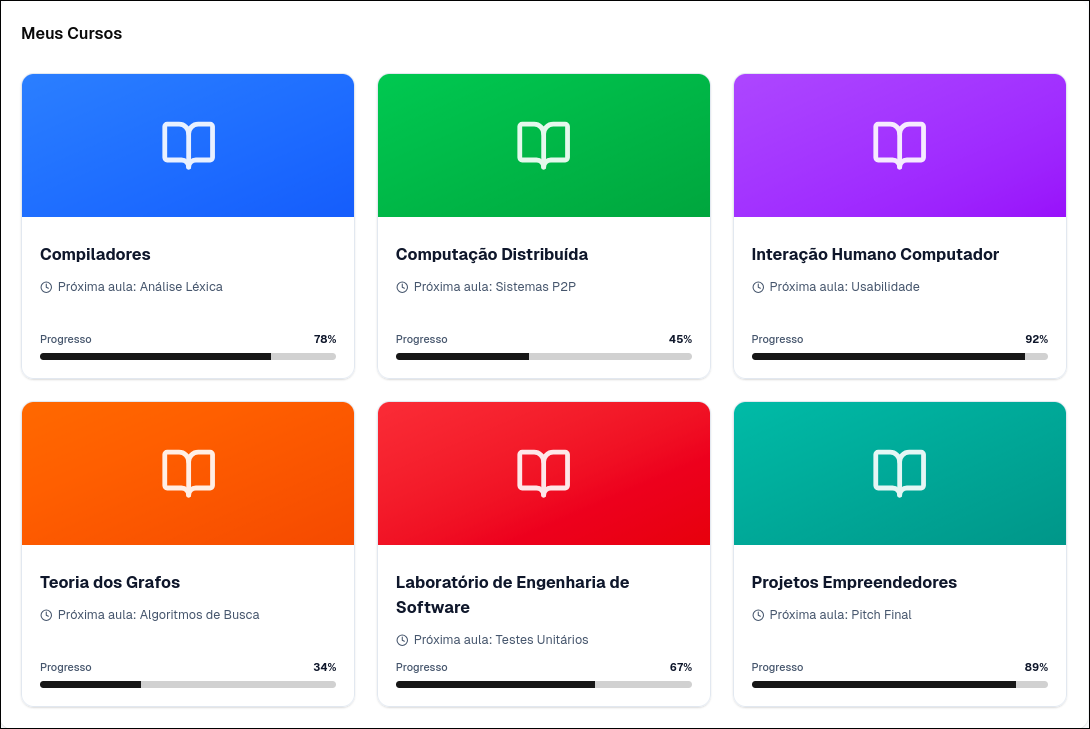 Meus Cursos
Compiladores
Próxima aula: Análise Léxica
Progresso 78%
Computação Distribuída
Próxima aula: Sistemas P2P
Progresso 45%
Interação Humano Computador
Próxima aula: Usabilidade
Progresso 92%
Teoria dos Grafos
Próxima aula: Algoritmos de Busca
Progresso 34%
Laboratório de Engenharia de
Software
Próxima aula: Testes Unitários
Progresso 67%
Projetos Empreendedores
Próxima aula: Pitch Final
Progresso 89%